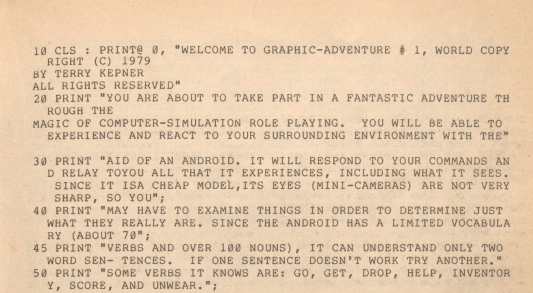 10 CLS : PRINT@ 0, "WELCOME TO GRAPHIC-ADVENTURE # 1, WORLD COPY
RIGHT (C) 1979
BY TERRY KEPNER
ALL RIGHTS RESERVED"
20 PRINT "YOU ARE ABOUT TO TAKE PART IN A FANTASTIC ADVENTURE TH
ROUGH THE
MAGIC OF COMPUTER-SIMULATION ROLE PLAYING.  YOU WILL BE ABLE TO
EXPERIENCE AND REACT TO YOUR SURROUNDING ENVIRONMENT WITH THE"
30 PRINT "AID OF AN ANDROID. IT WILL RESPOND TO YOUR COMMANDS AN
D RELAY TOYOU ALL THAT IT EXPERIENCES, INCLUDING WHAT IT SEES.
SINCE IT ISA CHEAP MODEL,ITS EYES (MINI-CAMERAS) ARE NOT VERY
SHARP, SO YOU";
40 PRINT "MAY HAVE TO EXAMINE THINGS IN ORDER TO DETERMINE JUST
WHAT THEY REALLY ARE. SINCE THE ANDROID HAS A LIMITED VOCABULA
RY (ABOUT 70";
45 PRINT "VERBS AND OVER 100 NOUNS), IT CAN UNDERSTAND ONLY TWO
WORD SEN- TENCES.  IF ONE SENTENCE DOESN'T WORK TRY ANOTHER."
50 PRINT "SOME VERBS IT KNOWS ARE: GO, GET, DROP, HELP, INVENTOR
Y, SCORE, AND UNWEAR.";